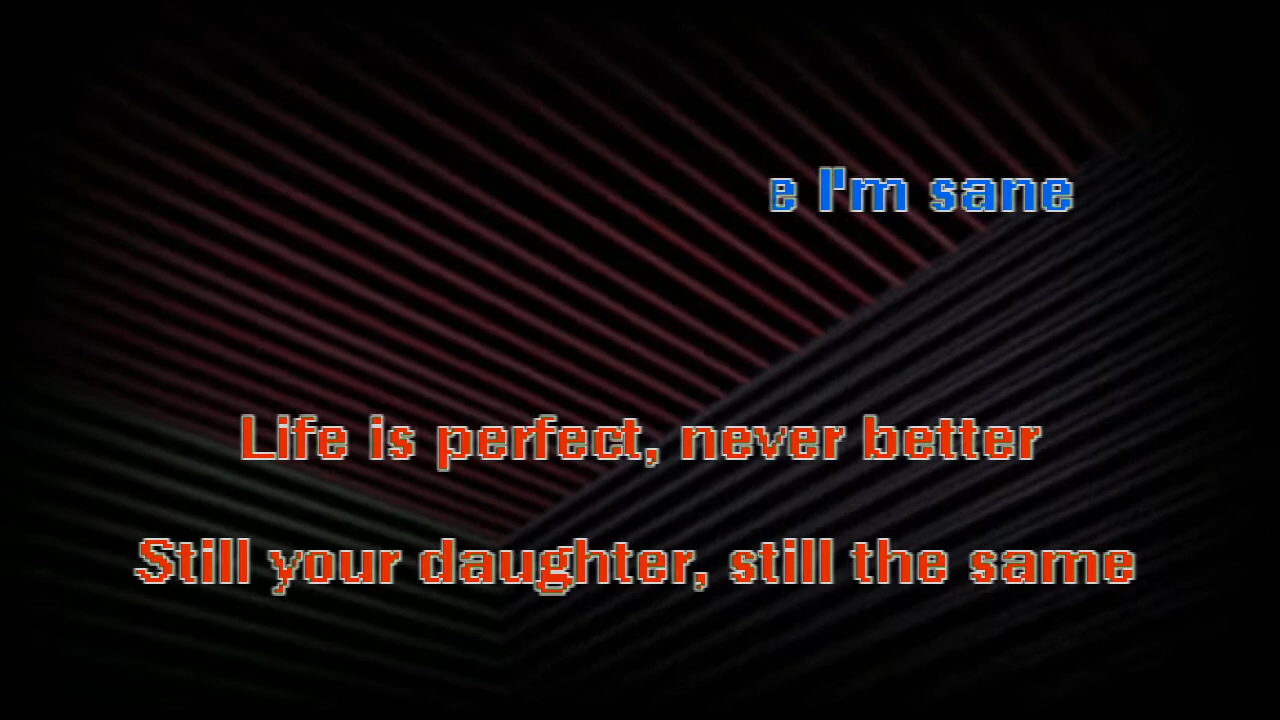 e I'm sane
Life is perfect, never better
Still your daughter, still the same